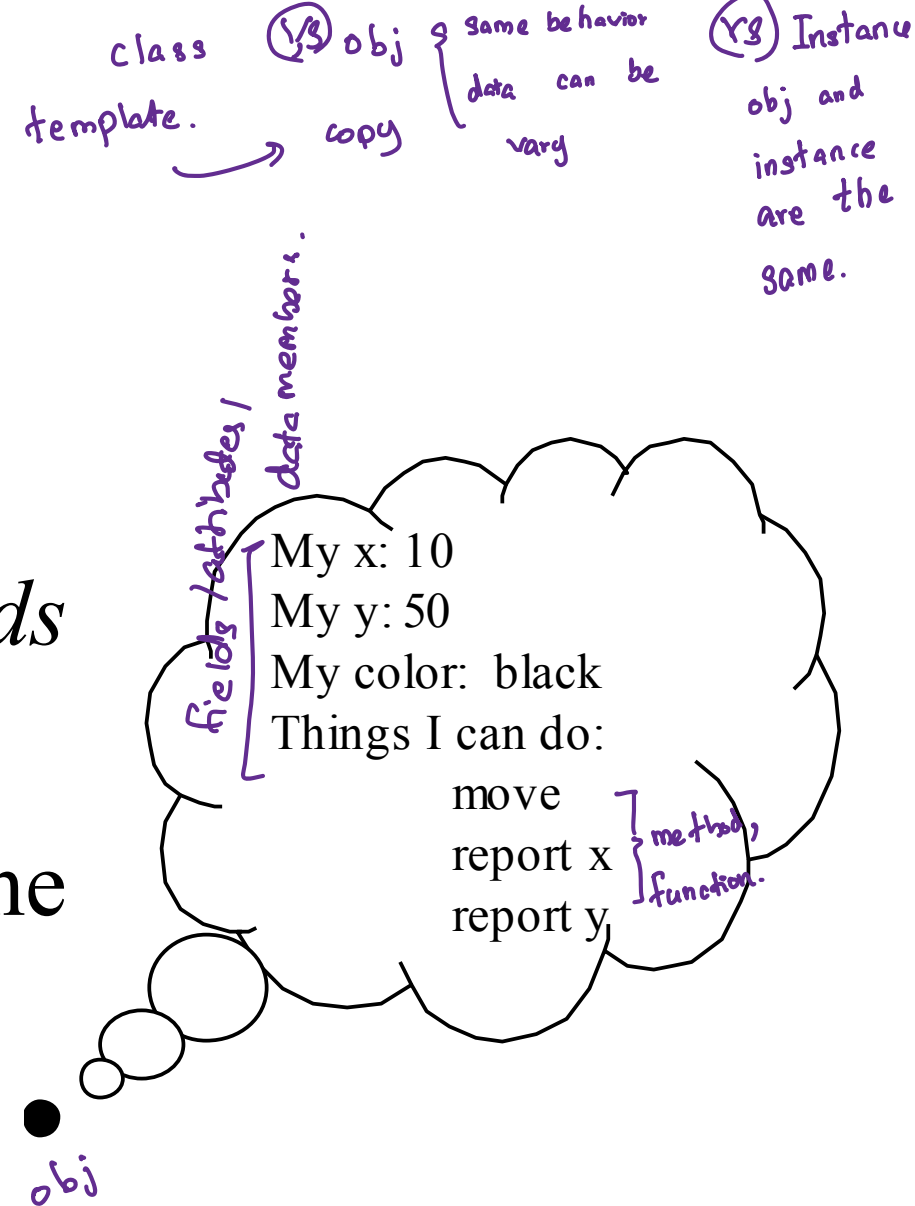 class VS obj { same behavior VS Instance
template. → copy data can be vary
obj and
instance
are the
same.
data members.
fields /attributes /
ds
My x: 10
My y: 50
My color: black
Things I can do:
move
report x
report y
method,
function.
ne
obj